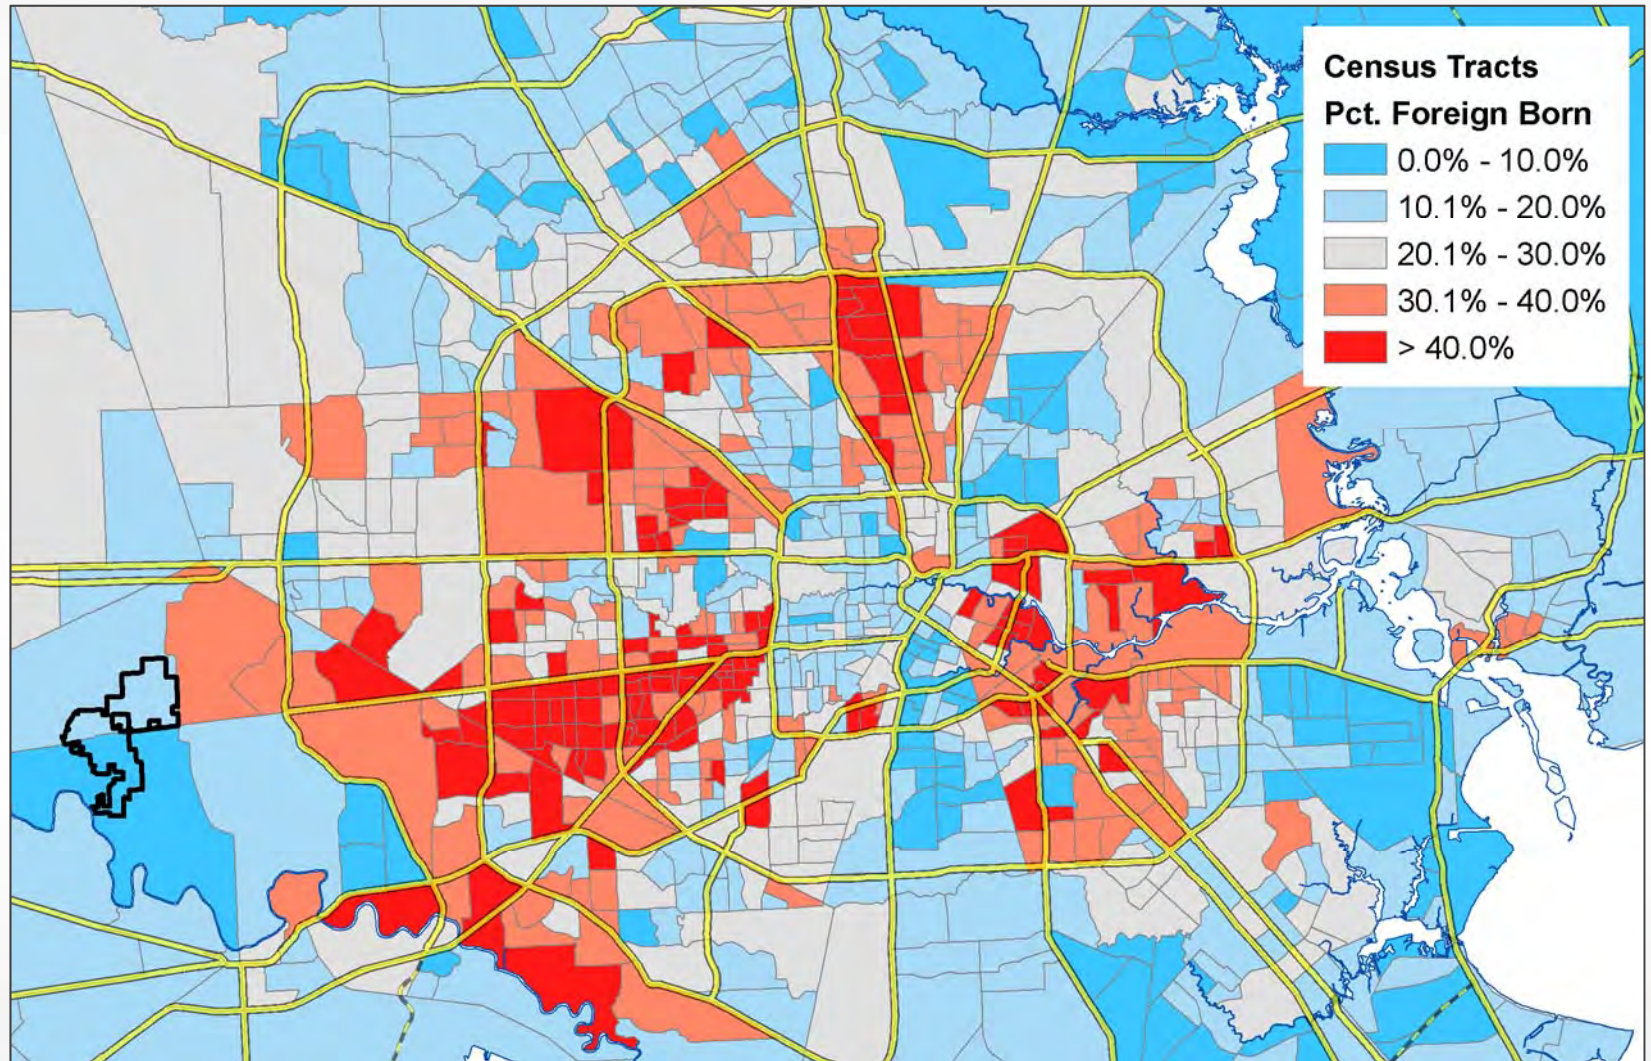 Census Tracts
Pct. Foreign Born
0.0% - 10.0%
10.1% - 20.0%
20.1% - 30.0%
30.1% - 40.0%
> 40.0%